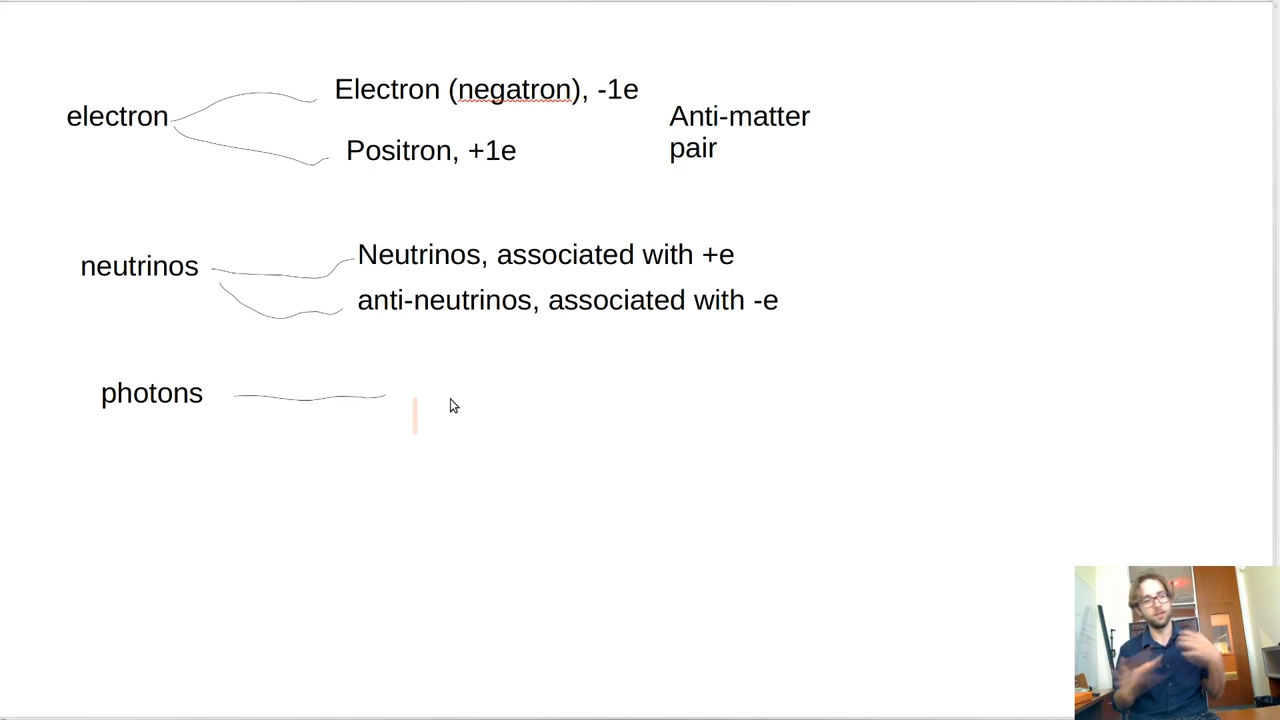 electron
Electron (negatron), -1e
Positron, +1e
Anti-matter
pair
neutrinos
Neutrinos, associated with +e
anti-neutrinos, associated with -e
photons